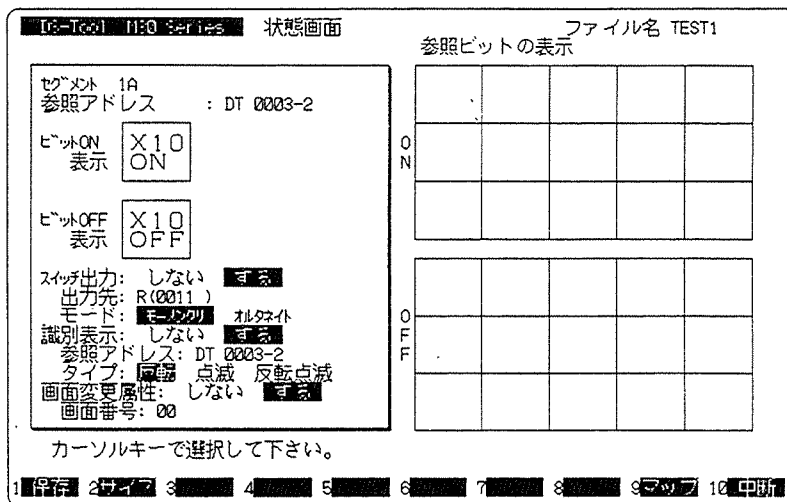 IO-Tool MBQ Series 状態画面 ファイル名 TEST1
参照ビットの表示
セグメント 1A
参照アドレス : DT 0003-2
ビットON
表示
X10
ON
ビットOFF
表示
X10
OFF
スイッチ出力: しない する
出力先: R(0011 )
モード: モーメンタリ オルタネイト
識別表示: しない する
参照アドレス: DT 0003-2
タイプ: 反転 点滅 反転点滅
画面変更属性: しない する
画面番号: 00
ON
OFF
カーソルキーで選択して下さい。
1 保存 2 3 4 5 6 7 8 9マップ 10 中断